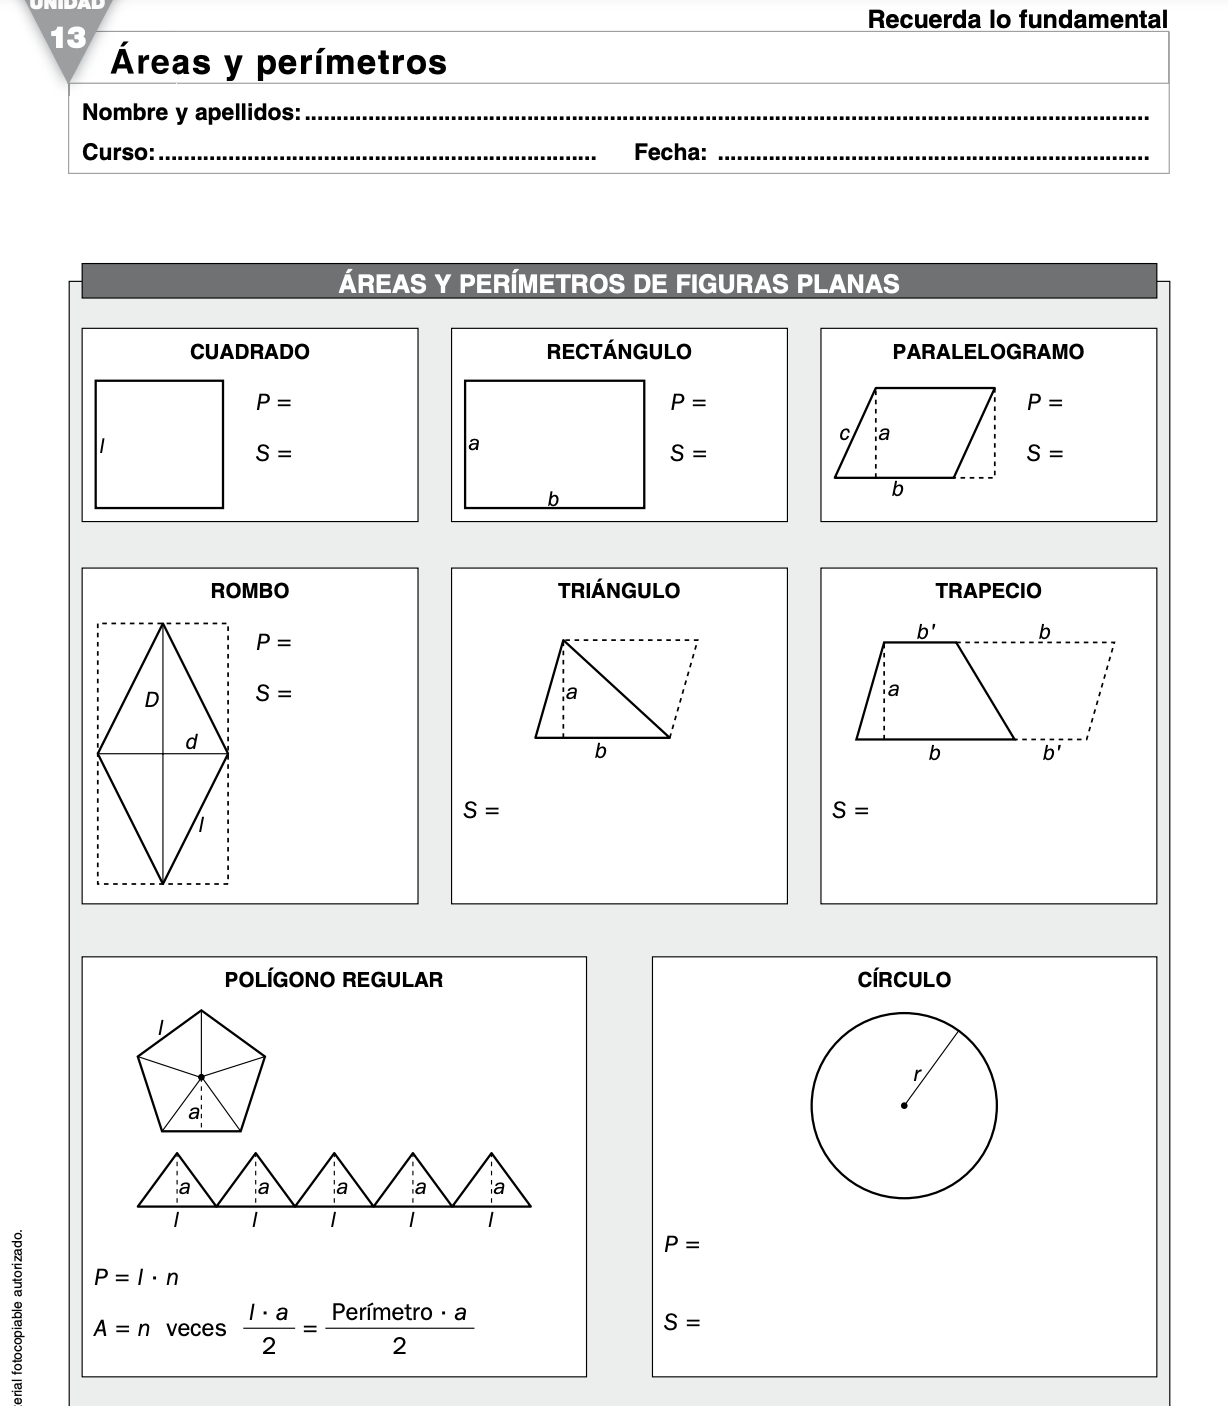 UNIDAD
13
Recuerda lo fundamental
Áreas y perímetros
Nombre y apellidos:
Curso: Fecha:
ÁREAS Y PERÍMETROS DE FIGURAS PLANAS
CUADRADO
l
P =
S =
RECTÁNGULO
a
b
P =
S =
PARALELOGRAMO
c
a
b
P =
S =
ROMBO
D
d
l
P =
S =
TRIÁNGULO
a
b
S =
TRAPECIO
b' b
a
b b'
S =
POLÍGONO REGULAR
l
a
a a a a a
l l l l l
P = l · n
A = n veces l · a / 2 = Perímetro · a / 2
CÍRCULO
r
P =
S =
erial fotocopiable autorizado.